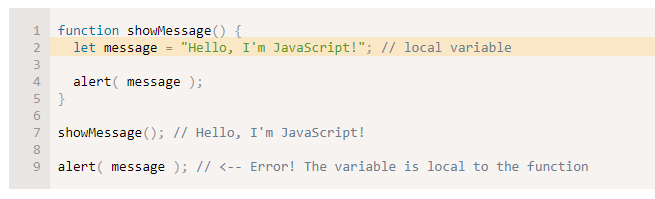 1 function showMessage() {
2   let message = "Hello, I'm JavaScript!"; // local variable
3
4   alert( message );
5 }
6
7 showMessage(); // Hello, I'm JavaScript!
8
9 alert( message ); // <-- Error! The variable is local to the function